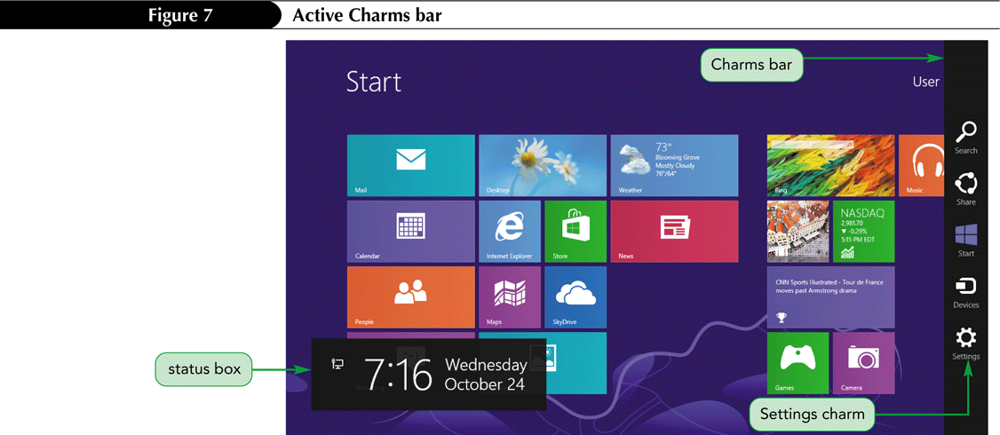 Figure 7
Active Charms bar
Charms bar
Start
User
Search
Share
Start
Devices
Settings
Mail
Desktop
73°
Blooming Grove
Mostly Cloudy
76°/64°
Weather
Bing
Music
Calendar
Internet Explorer
Store
News
NASDAQ
2,981.70
▼ -0.29%
5:15 PM EDT
People
Maps
SkyDrive
CNN Sports Illustrated - Tour de France
moves past Armstrong drama
Games
Camera
status box
7:16
Wednesday
October 24
Settings charm